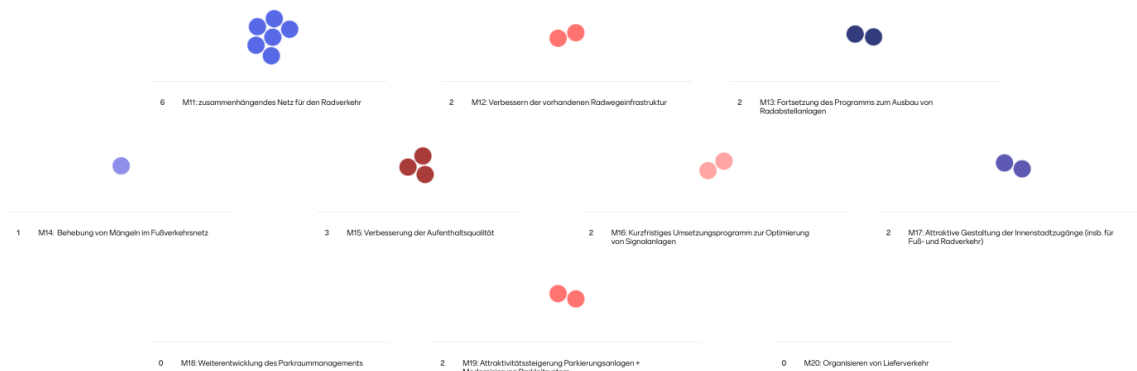 6 M11: zusammenhängendes Netz für den Radverkehr
2 M12: Verbessern der vorhandenen Radwegeinfrastruktur
2 M13: Fortsetzung des Programms zum Ausbau von
Radabstellanlagen
1 M14: Behebung von Mängeln im Fußverkehrsnetz
3 M15: Verbesserung der Aufenthaltsqualität
2 M16: Kurzfristiges Umsetzungsprogramm zur Optimierung
von Signalanlagen
2 M17: Attraktive Gestaltung der Innenstadtzugänge (insb. für
Fuß- und Radverkehr)
0 M18: Weiterentwicklung des Parkraummanagements
2 M19: Attraktivitätssteigerung Parkierungsanlagen +
Modernisierung Parkleitsystem
0 M20: Organisieren von Lieferverkehr